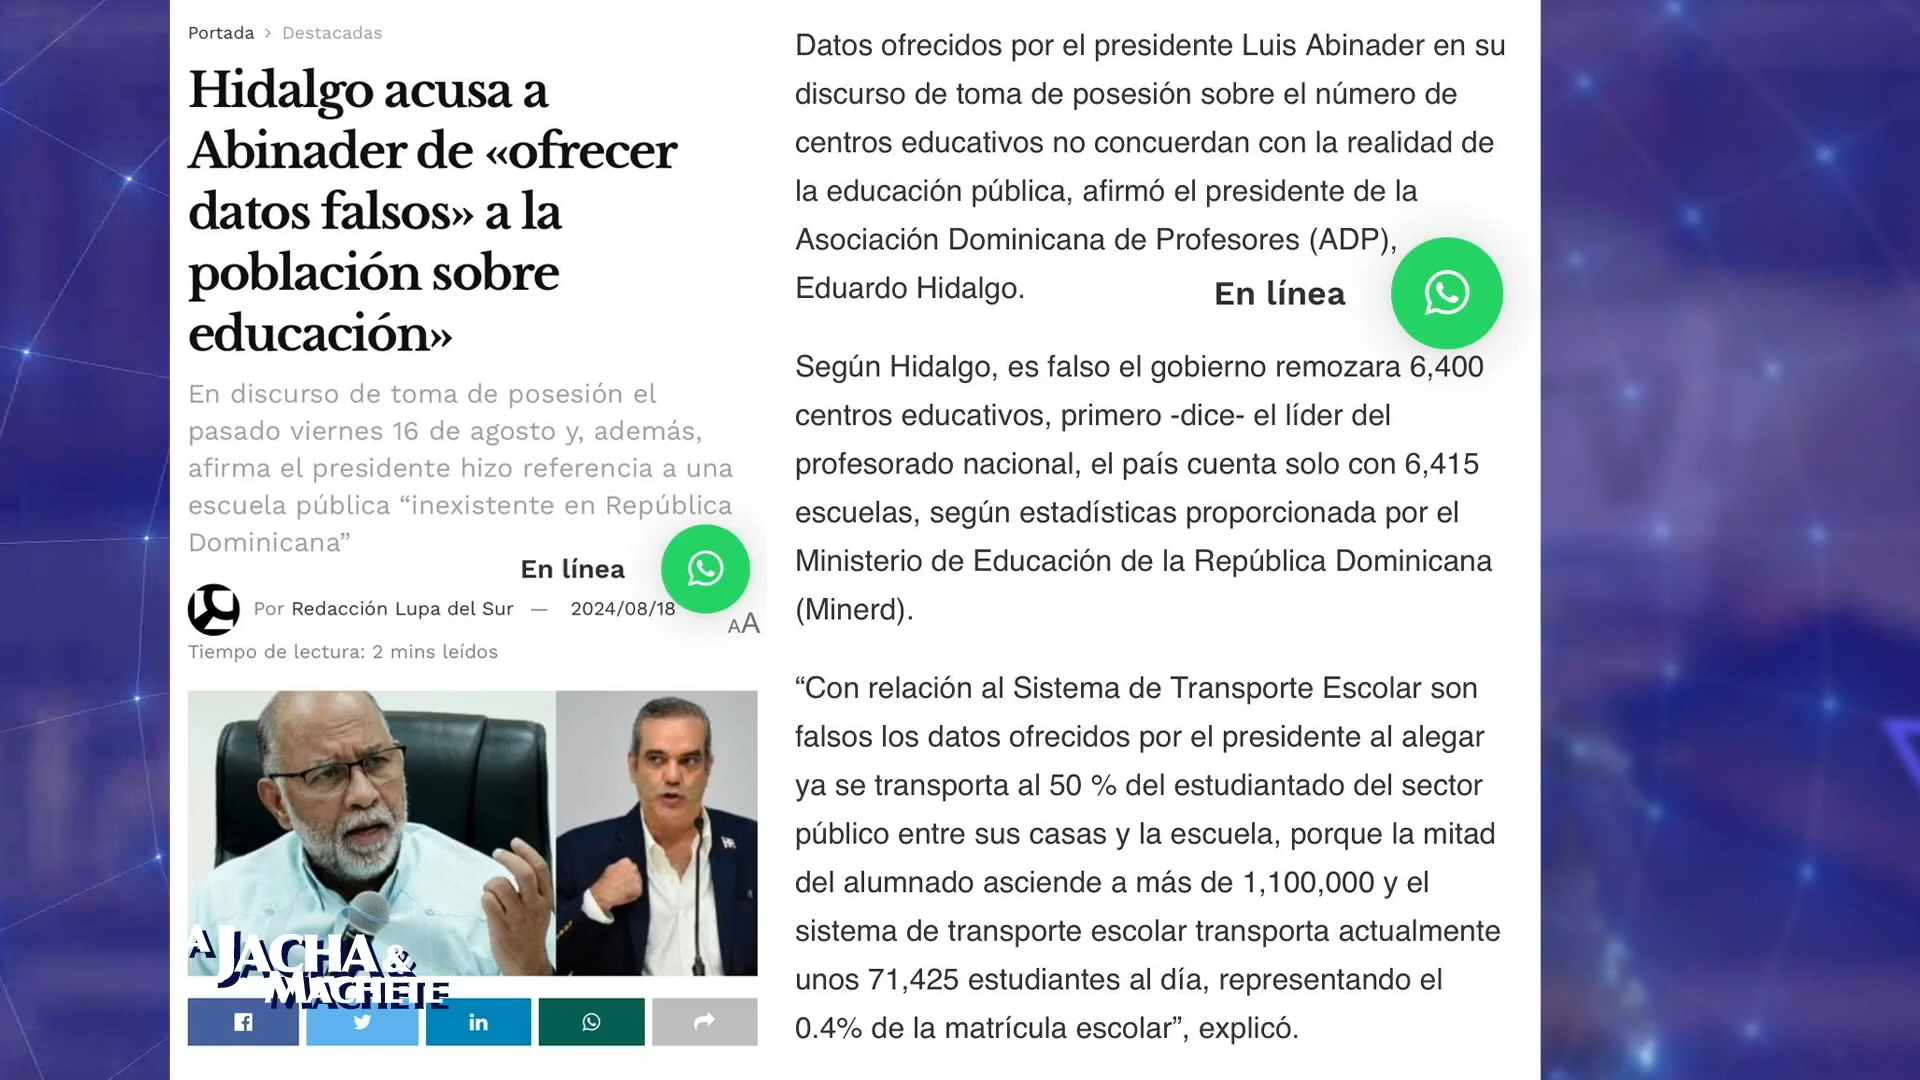 Portada > Destacadas
Hidalgo acusa a
Abinader de «ofrecer
datos falsos» a la
población sobre
educación»
En discurso de toma de posesión el
pasado viernes 16 de agosto y, además,
afirma el presidente hizo referencia a una
escuela pública “inexistente en República
Dominicana”
En línea
Por Redacción Lupa del Sur — 2024/08/18
AA
Tiempo de lectura: 2 mins leídos
A JACHA &
MACHETE
Datos ofrecidos por el presidente Luis Abinader en su
discurso de toma de posesión sobre el número de
centros educativos no concuerdan con la realidad de
la educación pública, afirmó el presidente de la
Asociación Dominicana de Profesores (ADP),
Eduardo Hidalgo.
En línea
Según Hidalgo, es falso el gobierno remozara 6,400
centros educativos, primero -dice- el líder del
profesorado nacional, el país cuenta solo con 6,415
escuelas, según estadísticas proporcionada por el
Ministerio de Educación de la República Dominicana
(Minerd).
“Con relación al Sistema de Transporte Escolar son
falsos los datos ofrecidos por el presidente al alegar
ya se transporta al 50 % del estudiantado del sector
público entre sus casas y la escuela, porque la mitad
del alumnado asciende a más de 1,100,000 y el
sistema de transporte escolar transporta actualmente
unos 71,425 estudiantes al día, representando el
0.4% de la matrícula escolar”, explicó.